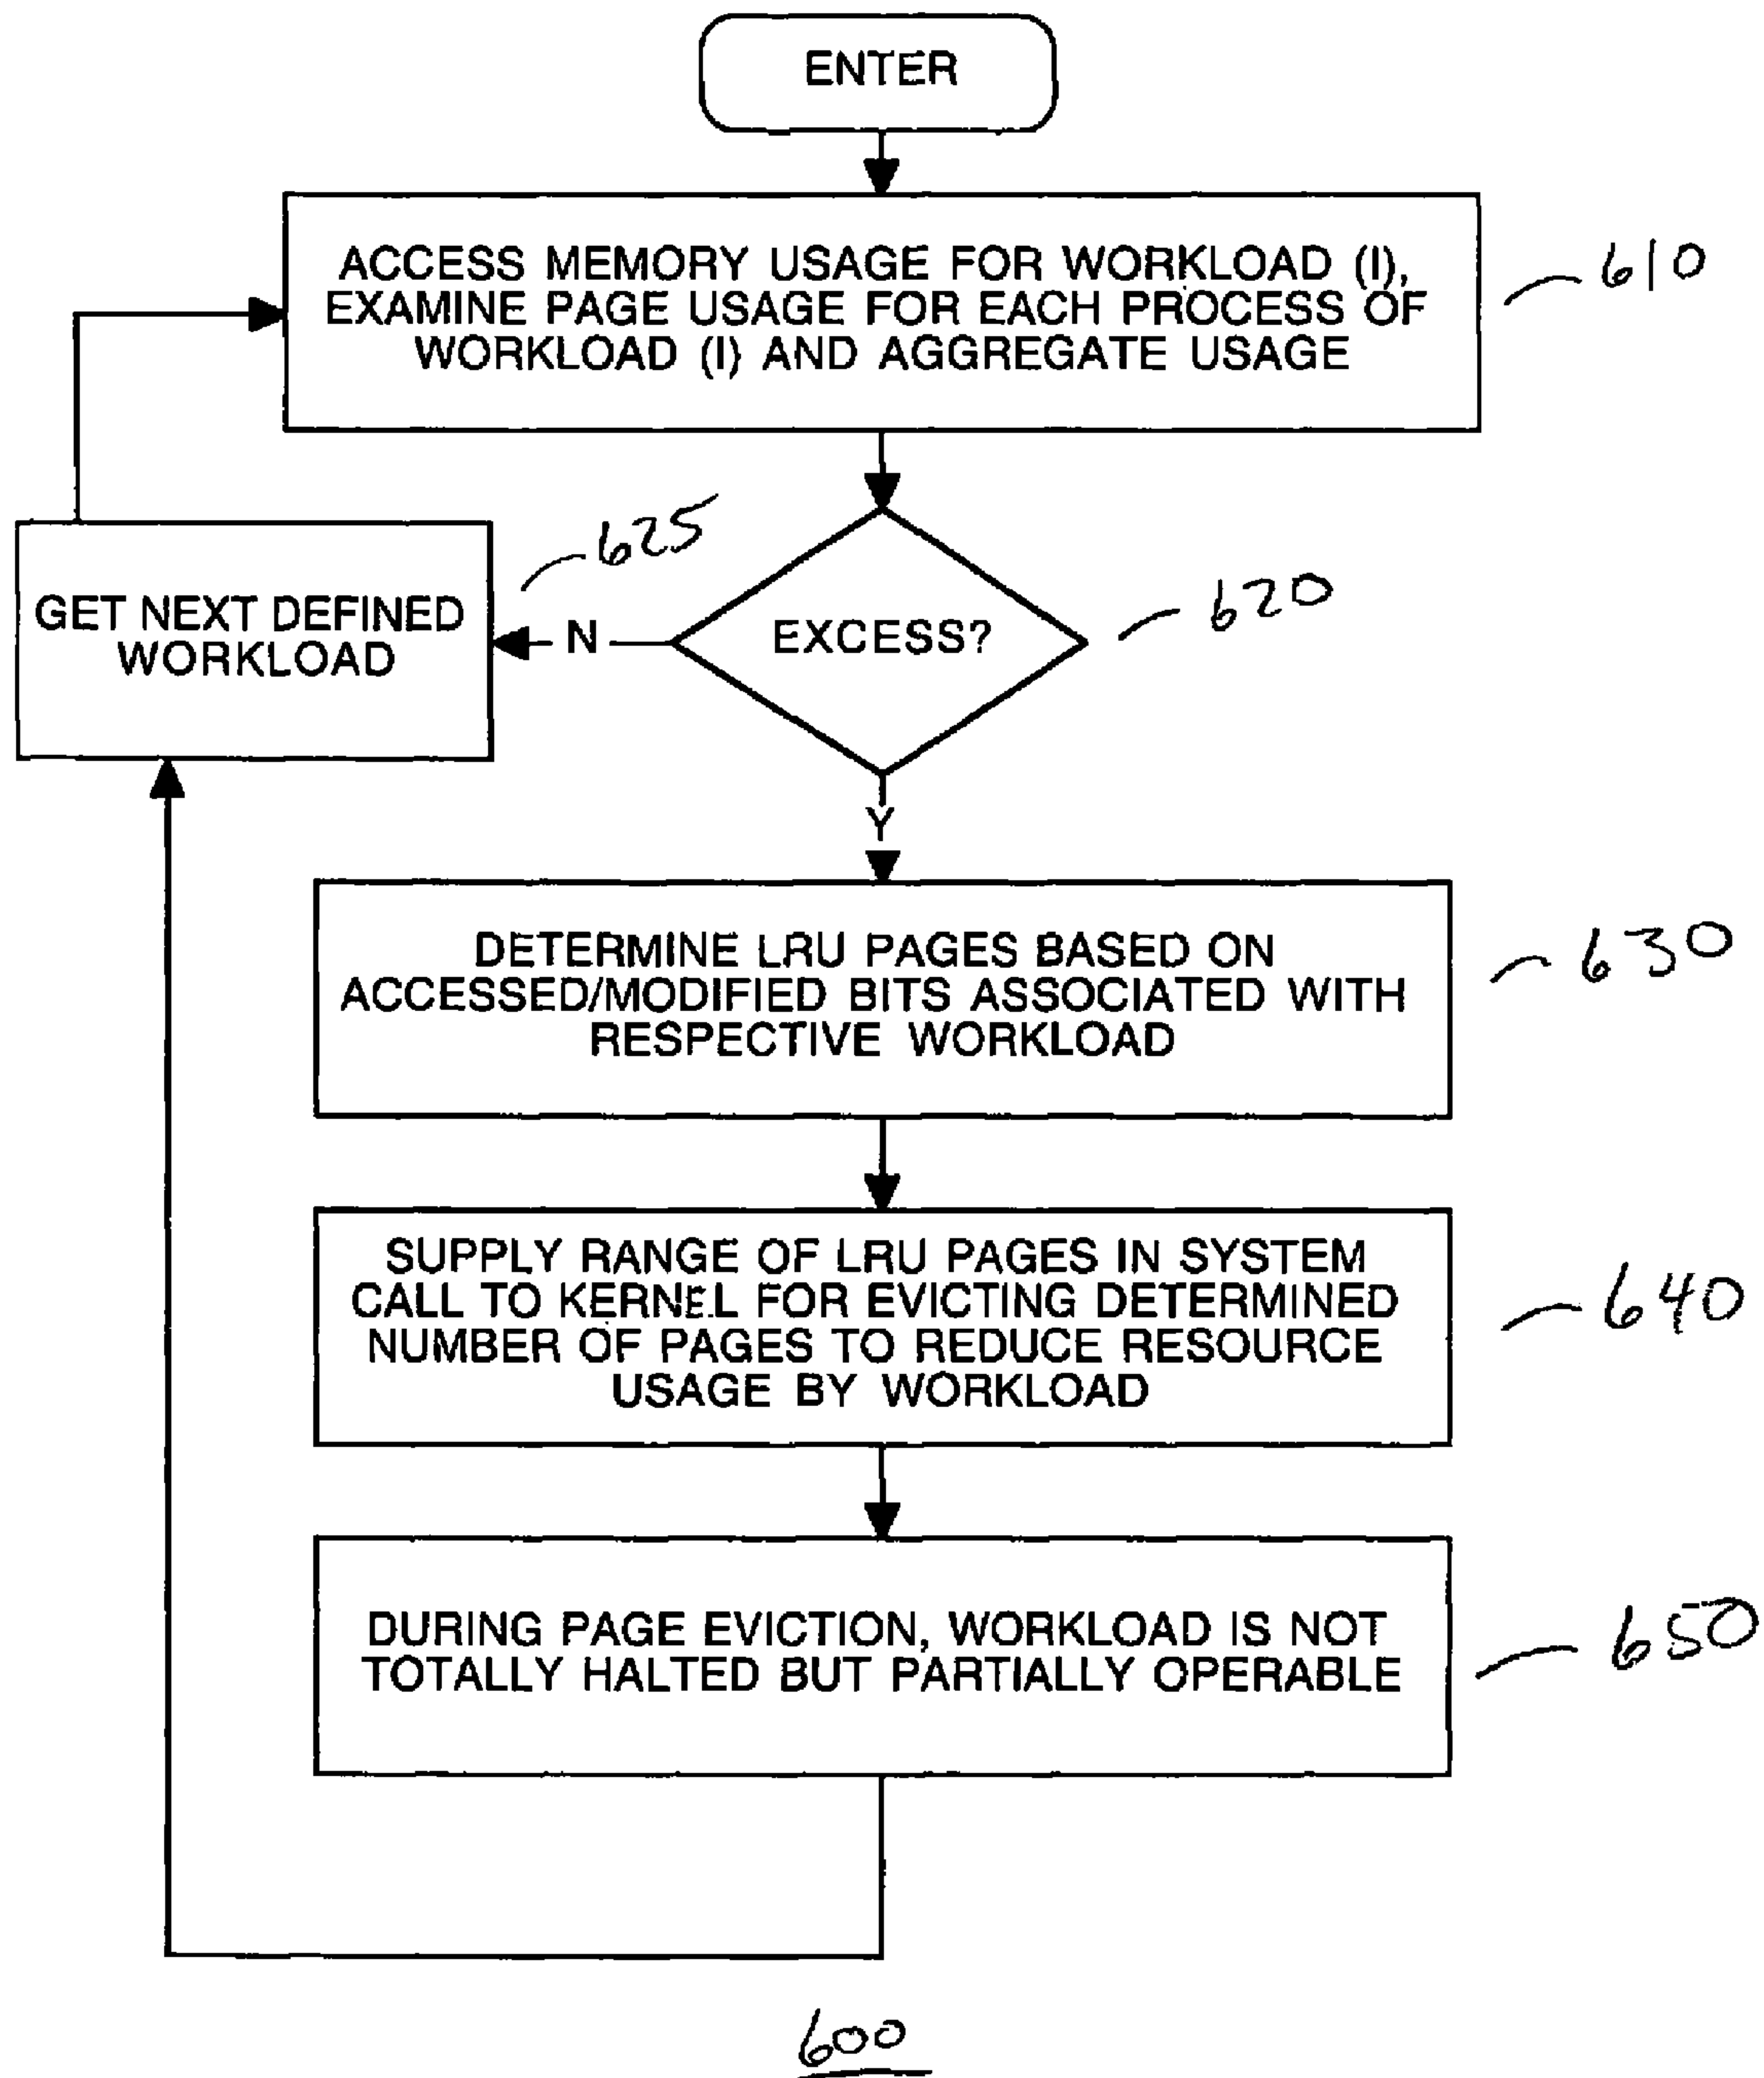 ENTER
ACCESS MEMORY USAGE FOR WORKLOAD (I),
EXAMINE PAGE USAGE FOR EACH PROCESS OF
WORKLOAD (I) AND AGGREGATE USAGE
610
625
GET NEXT DEFINED
WORKLOAD
N
EXCESS?
620
Y
DETERMINE LRU PAGES BASED ON
ACCESSED/MODIFIED BITS ASSOCIATED WITH
RESPECTIVE WORKLOAD
630
SUPPLY RANGE OF LRU PAGES IN SYSTEM
CALL TO KERNEL FOR EVICTING DETERMINED
NUMBER OF PAGES TO REDUCE RESOURCE
USAGE BY WORKLOAD
640
DURING PAGE EVICTION, WORKLOAD IS NOT
TOTALLY HALTED BUT PARTIALLY OPERABLE
650
600